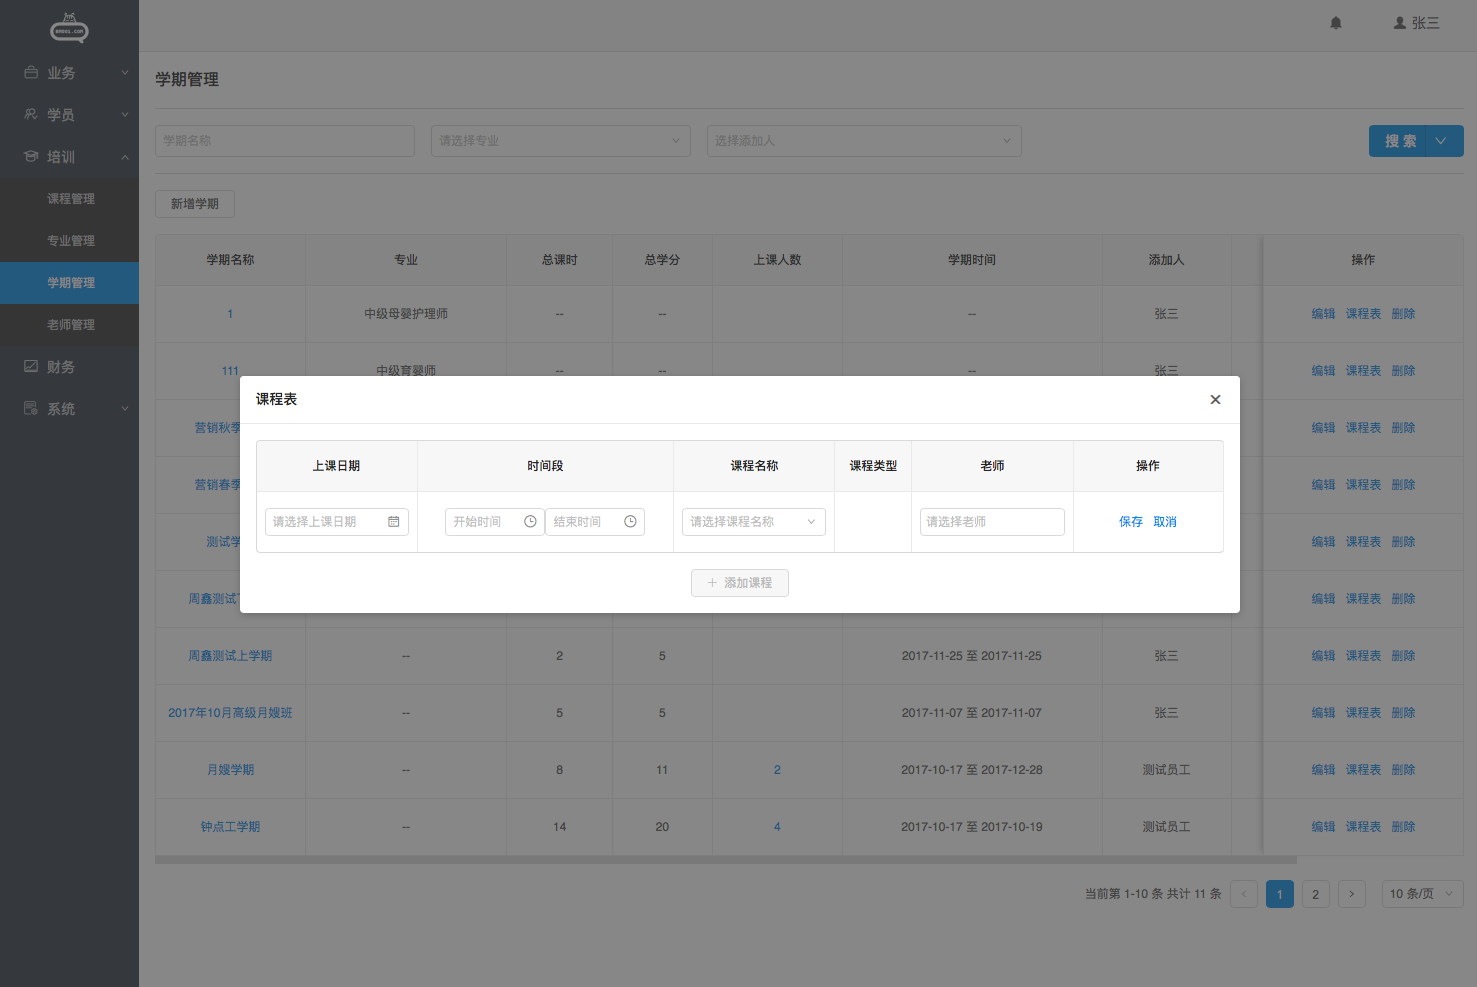 张三
业务
学员
培训
课程管理
专业管理
学期管理
老师管理
财务
系统
学期管理
学期名称 请选择专业 选择添加人 搜 索
新增学期
学期名称 专业 总课时 总学分 上课人数 学期时间 添加人 操作
1 中级母婴护理师 -- -- -- 张三 编辑 课程表 删除
111 中级育婴师 -- -- -- 张三 编辑 课程表 删除
营销秋季 编辑 课程表 删除
营销春季 编辑 课程表 删除
测试学 编辑 课程表 删除
周鑫测试 编辑 课程表 删除
周鑫测试上学期 -- 2 5 2017-11-25 至 2017-11-25 张三 编辑 课程表 删除
2017年10月高级月嫂班 -- 5 5 2017-11-07 至 2017-11-07 张三 编辑 课程表 删除
月嫂学期 -- 8 11 2 2017-10-17 至 2017-12-28 测试员工 编辑 课程表 删除
钟点工学期 -- 14 20 4 2017-10-17 至 2017-10-19 测试员工 编辑 课程表 删除
当前第 1-10 条 共计 11 条 1 2 10 条/页
课程表
上课日期 时间段 课程名称 课程类型 老师 操作
请选择上课日期 开始时间 结束时间 请选择课程名称 请选择老师 保存 取消
+ 添加课程